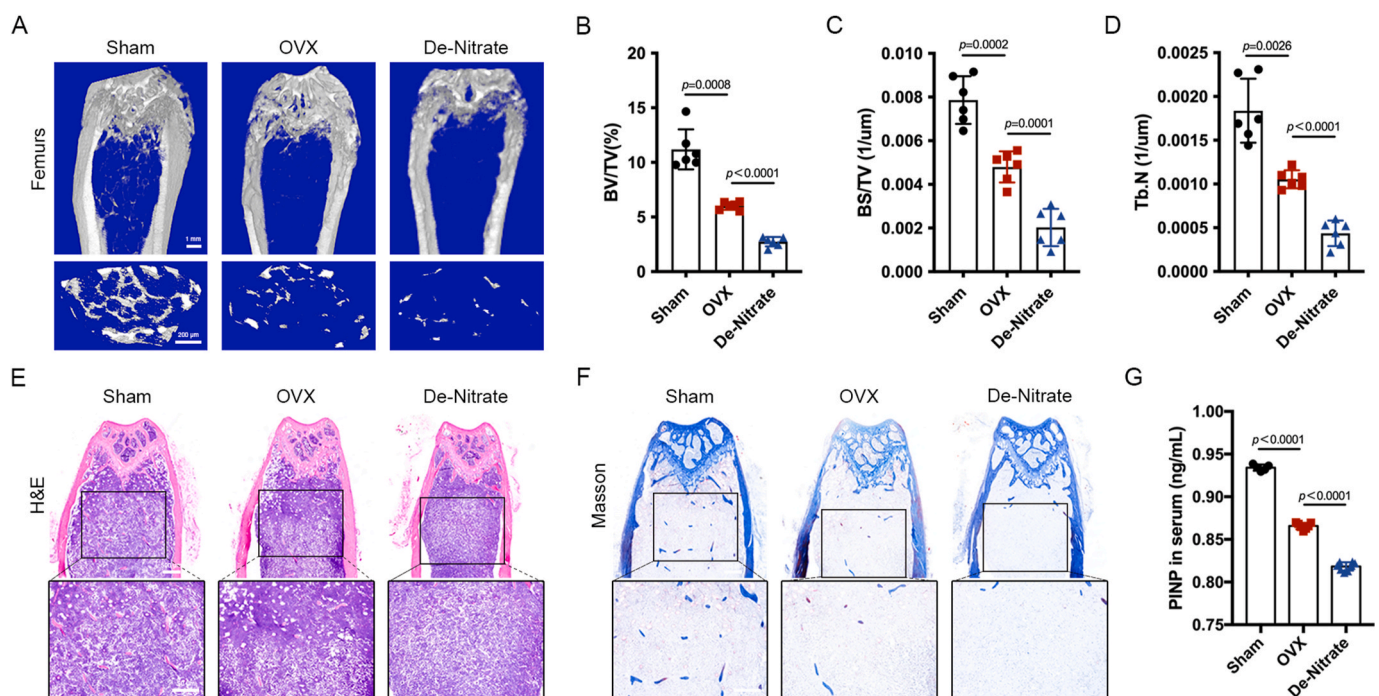 A
Sham
OVX
De-Nitrate
Femurs
1 mm
200 μm
B
BV/TV(%)
20
15
10
5
0
p=0.0008
p<0.0001
Sham
OVX
De-Nitrate
C
BS/TV (1/um)
0.010
0.008
0.006
0.004
0.002
0.000
p=0.0002
p=0.0001
Sham
OVX
De-Nitrate
D
Tb.N (1/um)
0.0025
0.0020
0.0015
0.0010
0.0005
0.0000
p=0.0026
p<0.0001
Sham
OVX
De-Nitrate
E
Sham
OVX
De-Nitrate
H&E
F
Sham
OVX
De-Nitrate
Masson
G
PINP in serum (ng/mL)
1.00
0.95
0.90
0.85
0.80
0.75
p<0.0001
p<0.0001
Sham
OVX
De-Nitrate